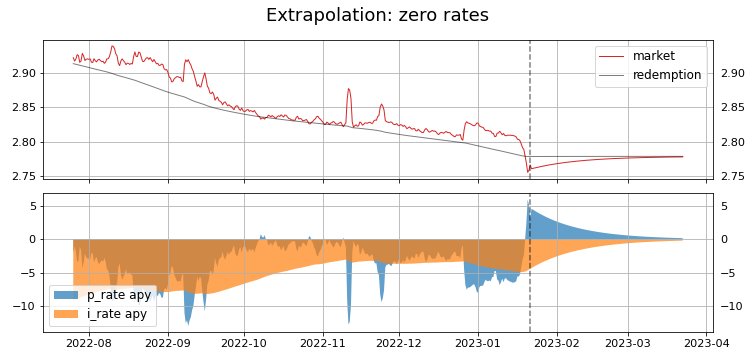 Extrapolation: zero rates
market
redemption
2.90 2.90
2.85 2.85
2.80 2.80
2.75 2.75
5 5
0 0
−5 −5
−10 −10
p_rate apy
i_rate apy
2022-08 2022-09 2022-10 2022-11 2022-12 2023-01 2023-02 2023-03 2023-04